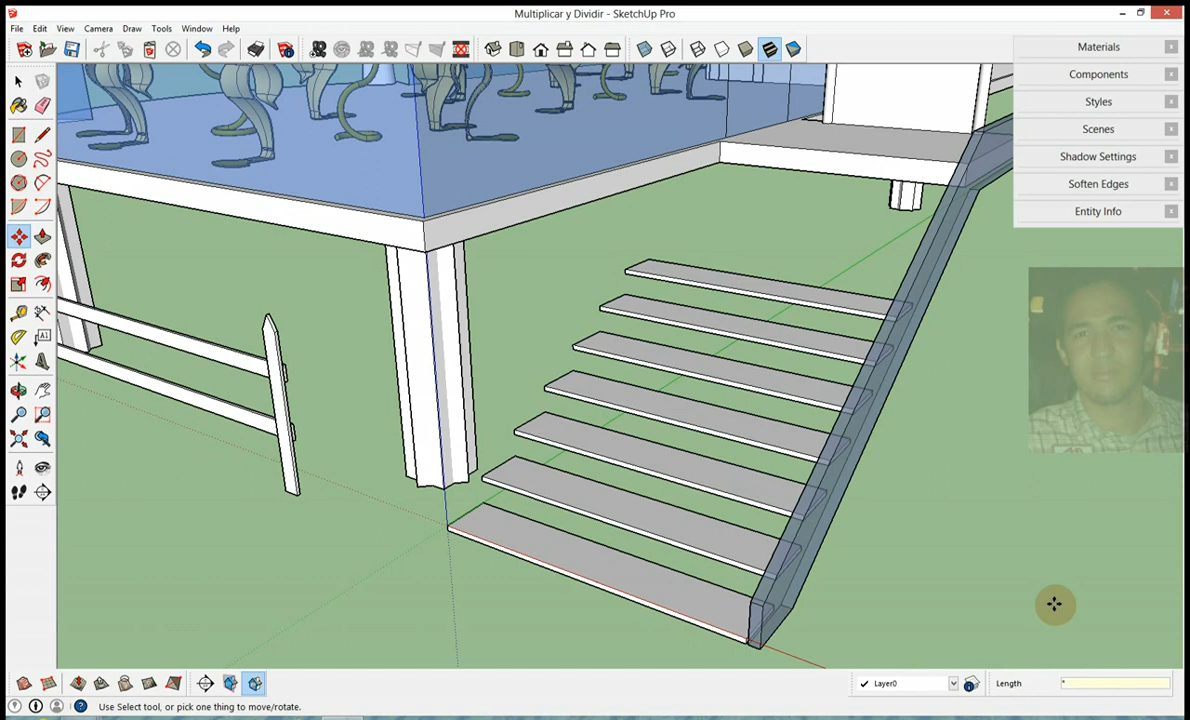 Multiplicar y Dividir - SketchUp Pro
File Edit View Camera Draw Tools Window Help
Materials
Components
Styles
Scenes
Shadow Settings
Soften Edges
Entity Info
A1
Layer0
Length
*
Use Select tool, or pick one thing to move/rotate.